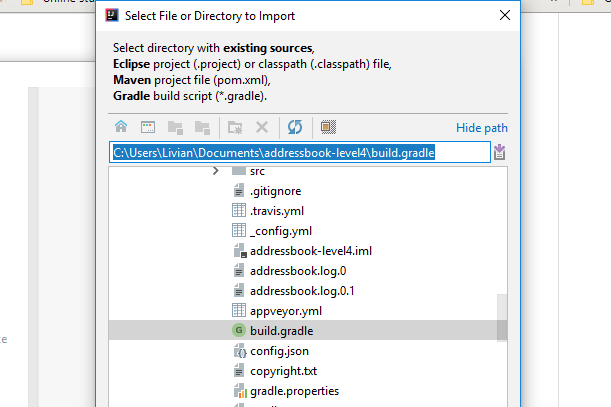 Select File or Directory to Import
Select directory with existing sources,
Eclipse project (.project) or classpath (.classpath) file,
Maven project file (pom.xml),
Gradle build script (*.gradle).
Hide path
C:\Users\Livian\Documents\addressbook-level4\build.gradle
src
.gitignore
.travis.yml
_config.yml
addressbook-level4.iml
addressbook.log.0
addressbook.log.0.1
appveyor.yml
build.gradle
config.json
copyright.txt
gradle.properties